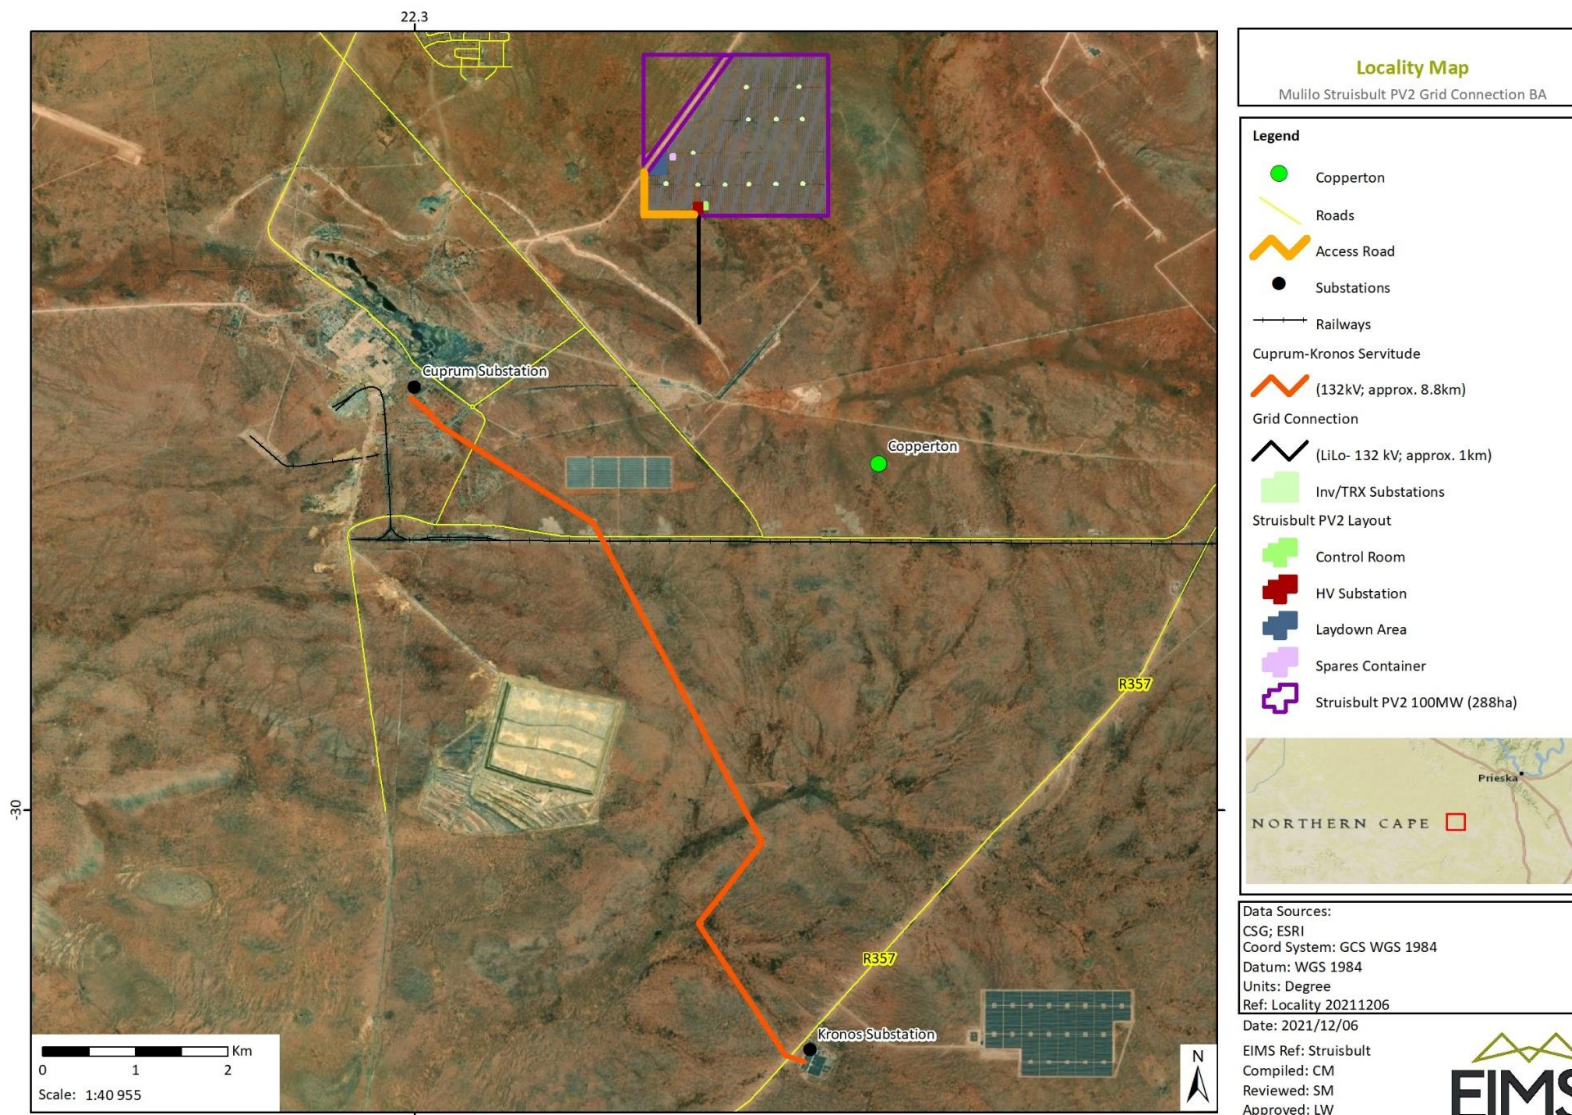 22.3
-30
Cuprum Substation
Copperton
R357
R357
Kronos Substation
Km
0 1 2
Scale: 1:40 955
N
Locality Map
Mulilo Struisbult PV2 Grid Connection BA
Legend
Copperton
Roads
Access Road
Substations
Railways
Cuprum-Kronos Servitude
(132kV; approx. 8.8km)
Grid Connection
(LiLo- 132 kV; approx. 1km)
Inv/TRX Substations
Struisbult PV2 Layout
Control Room
HV Substation
Laydown Area
Spares Container
Struisbult PV2 100MW (288ha)
Prieska
NORTHERN CAPE
Data Sources:
CSG; ESRI
Coord System: GCS WGS 1984
Datum: WGS 1984
Units: Degree
Ref: Locality 20211206
Date: 2021/12/06
EIMS Ref: Struisbult
Compiled: CM
Reviewed: SM
Approved: LW
EIMS